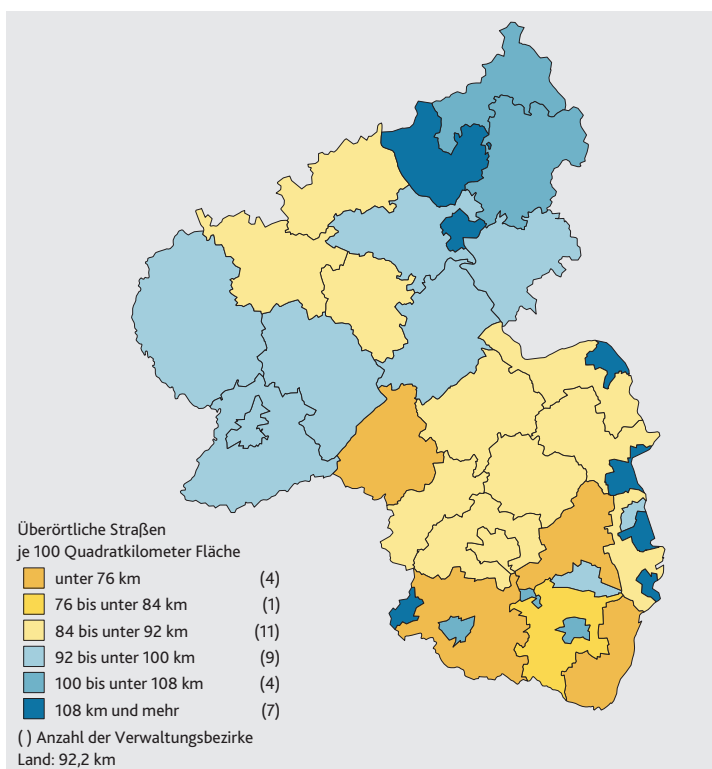 Überörtliche Straßen
je 100 Quadratkilometer Fläche
unter 76 km (4)
76 bis unter 84 km (1)
84 bis unter 92 km (11)
92 bis unter 100 km (9)
100 bis unter 108 km (4)
108 km und mehr (7)
( ) Anzahl der Verwaltungsbezirke
Land: 92,2 km